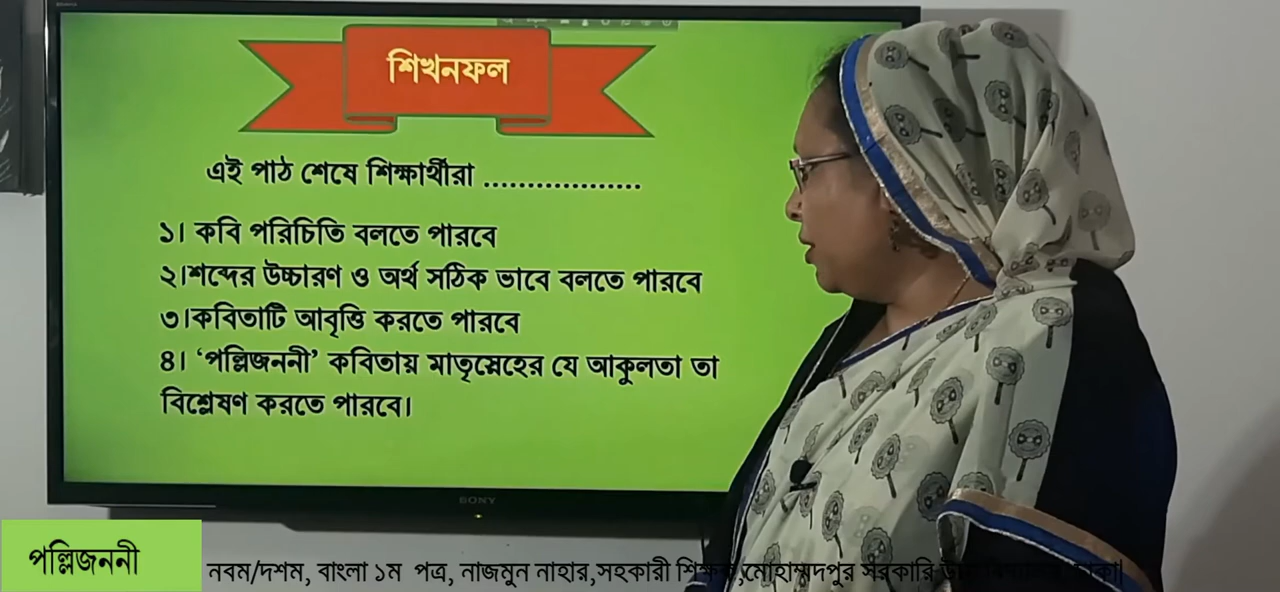 শিখনফল
এই পাঠ শেষে শিক্ষার্থীরা ..................
১। কবি পরিচিতি বলতে পারবে
২।শব্দের উচ্চারণ ও অর্থ সঠিক ভাবে বলতে পারবে
৩।কবিতাটি আবৃত্তি করতে পারবে
৪। ‘পল্লিজননী’ কবিতায় মাতৃস্নেহের যে আকুলতা তা
বিশ্লেষণ করতে পারবে।
SONY
পল্লিজননী
নবম/দশম, বাংলা ১ম পত্র, নাজমুন নাহার,সহকারী শিক্ষক,মোহাম্মদপুর সরকারি